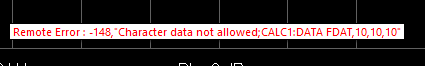 Remote Error : -148,"Character data not allowed;CALC1:DATA FDAT,10,10,10"